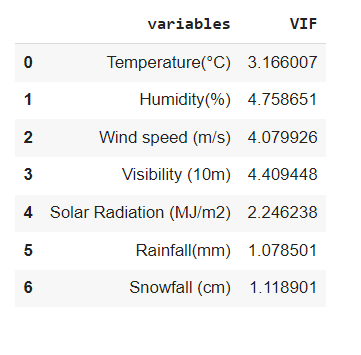 variables VIF
0 Temperature(°C) 3.166007
1 Humidity(%) 4.758651
2 Wind speed (m/s) 4.079926
3 Visibility (10m) 4.409448
4 Solar Radiation (MJ/m2) 2.246238
5 Rainfall(mm) 1.078501
6 Snowfall (cm) 1.118901